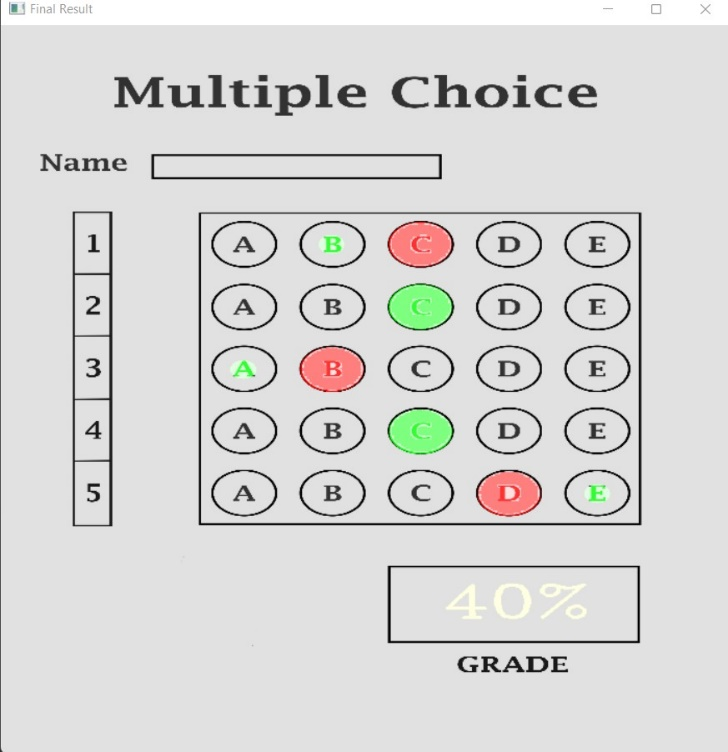 Final Result
Multiple Choice
Name
1 A B C D E
2 A B C D E
3 A B C D E
4 A B C D E
5 A B C D E
40%
GRADE